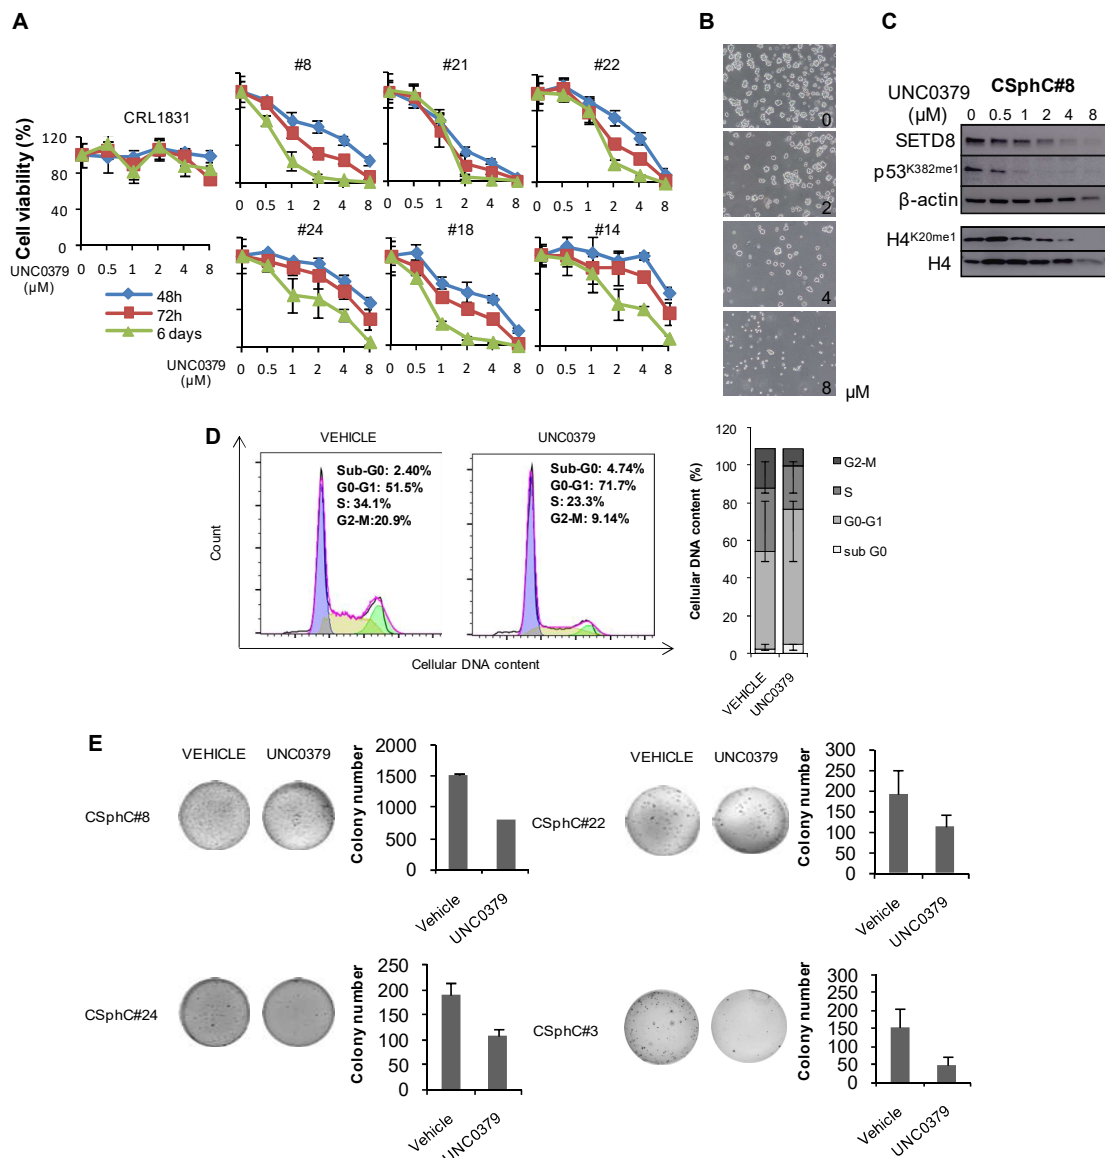 A
B
C
#8
#21
#22
CRL1831
Cell viability (%)
120
80
40
0
0 0.5 1 2 4 8
UNC0379
(µM)
0 0.5 1 2 4 8
0 0.5 1 2 4 8
0 0.5 1 2 4 8
#24
#18
#14
48h
72h
6 days
UNC0379
(µM)
0 0.5 1 2 4 8
0 0.5 1 2 4 8
0 0.5 1 2 4 8
0
2
4
8
µM
CSphC#8
UNC0379
(µM)
0 0.5 1 2 4 8
SETD8
p53K382me1
β-actin
H4K20me1
H4
D
VEHICLE
Sub-G0: 2.40%
G0-G1: 51.5%
S: 34.1%
G2-M:20.9%
UNC0379
Sub-G0: 4.74%
G0-G1: 71.7%
S: 23.3%
G2-M: 9.14%
Count
Cellular DNA content
Cellular DNA content (%)
120
100
80
60
40
20
0
VEHICLE
UNC0379
G2-M
S
G0-G1
sub G0
E
VEHICLE UNC0379
CSphC#8
Colony number
2000
1500
1000
500
0
Vehicle
UNC0379
VEHICLE UNC0379
CSphC#22
Colony number
300
250
200
150
100
50
0
Vehicle
UNC0379
CSphC#24
Colony number
250
200
150
100
50
0
Vehicle
UNC0379
CSphC#3
Colony number
300
250
200
150
100
50
0
Vehicle
UNC0379